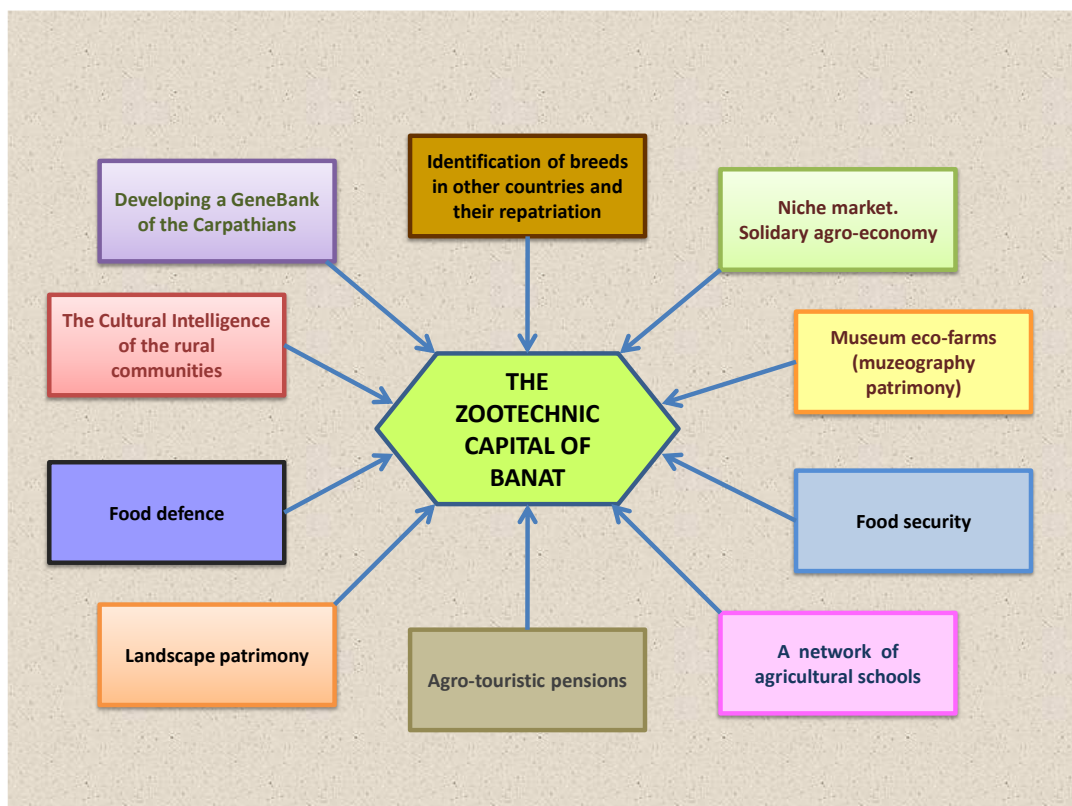 Identification of breeds
in other countries and
their repatriation
Developing a GeneBank
of the Carpathians
Niche market.
Solidary agro-economy
The Cultural Intelligence
of the rural
communities
Museum eco-farms
(muzeography
patrimony)
THE
ZOOTECHNIC
CAPITAL OF
BANAT
Food defence
Food security
Landscape patrimony
Agro-touristic pensions
A network of
agricultural schools